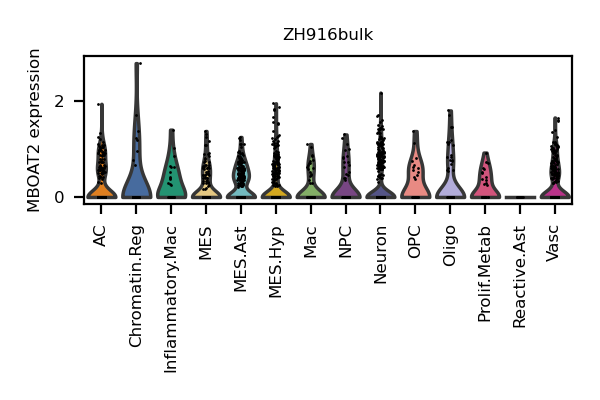 ZH916bulk
MBOAT2 expression
2
0
AC
Chromatin.Reg
Inflammatory.Mac
MES
MES.Ast
MES.Hyp
Mac
NPC
Neuron
OPC
Oligo
Prolif.Metab
Reactive.Ast
Vasc